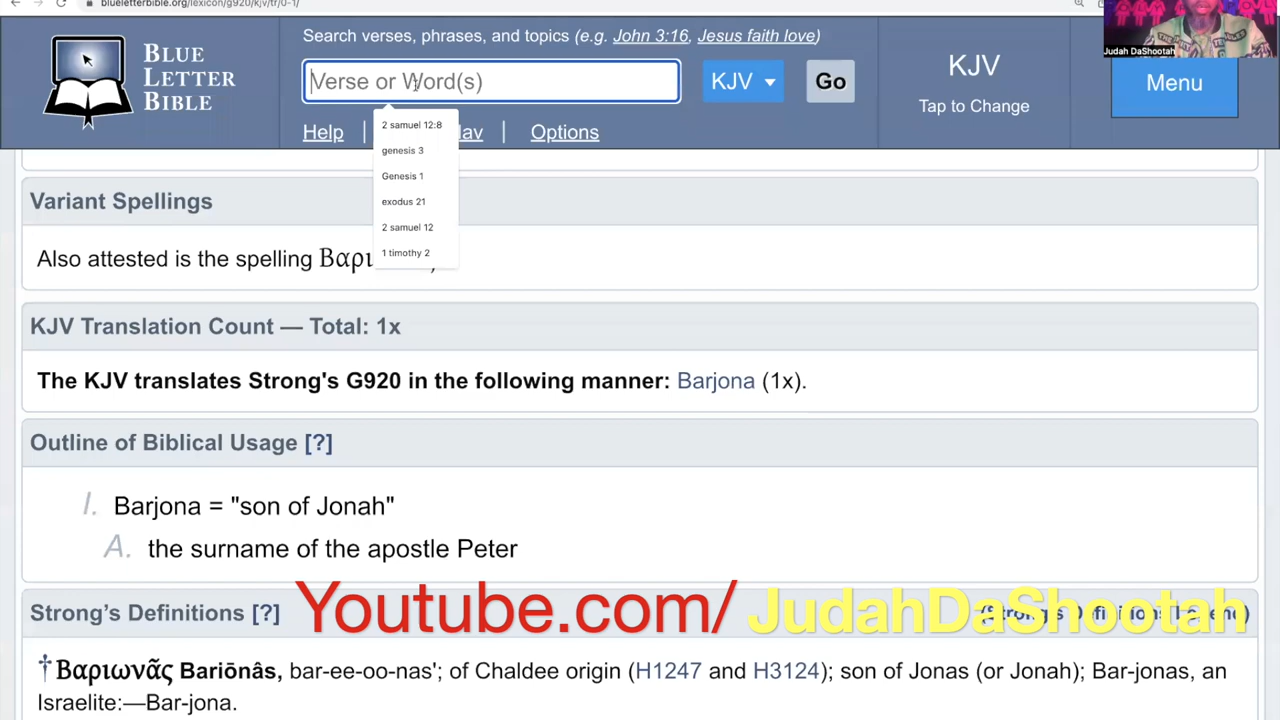 blueletterbible.org/lexicon/g920/kjv/tr/0-1/
Search verses, phrases, and topics (e.g. John 3:16, Jesus faith love)
BLUE
LETTER
BIBLE
Verse or Word(s)
KJV
Go
KJV
Tap to Change
Menu
Judah DaShootah
Help | | Options
2 samuel 12:8
genesis 3
Genesis 1
exodus 21
2 samuel 12
1 timothy 2
Variant Spellings
Also attested is the spelling
KJV Translation Count — Total: 1x
The KJV translates Strong's G920 in the following manner: Barjona (1x).
Outline of Biblical Usage [?]
I. Barjona = "son of Jonah"
A. the surname of the apostle Peter
Youtube.com/ JudahDaShootah
Strong's Definitions [?]
†Βαριωνᾶς Bariōnâs, bar-ee-oo-nas'; of Chaldee origin (H1247 and H3124); son of Jonas (or Jonah); Bar-jonas, an
Israelite:—Bar-jona.